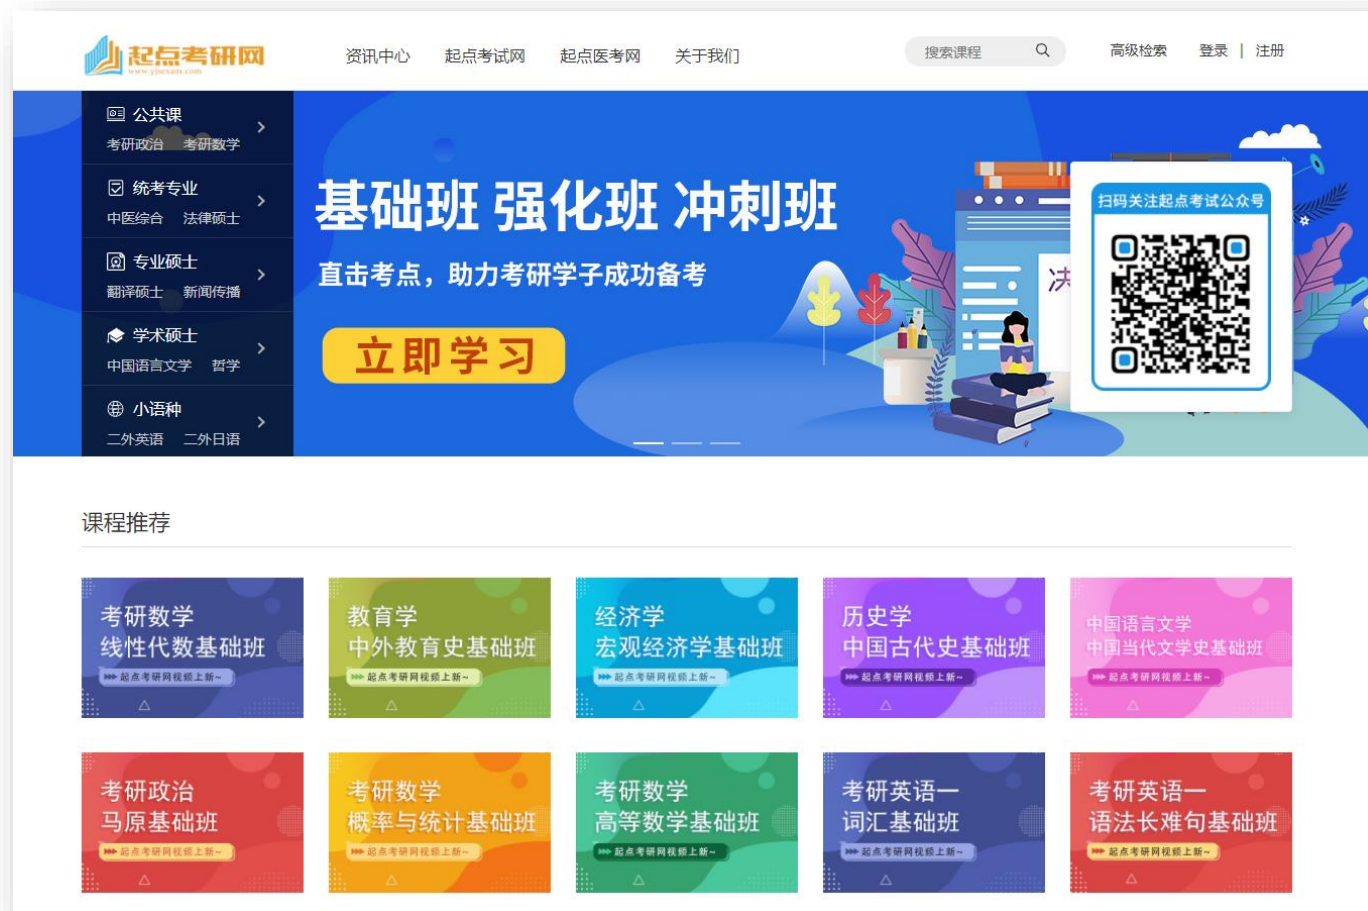 起点考研网
www.yjsexam.com
资讯中心 起点考试网 起点医考网 关于我们
搜索课程
高级检索 登录 | 注册
公共课
考研政治 考研数学
统考专业
中医综合 法律硕士
专业硕士
翻译硕士 新闻传播
学术硕士
中国语言文学 哲学
小语种
二外英语 二外日语
基础班 强化班 冲刺班
直击考点，助力考研学子成功备考
立即学习
决
扫码关注起点考试公众号
课程推荐
考研数学
线性代数基础班
起点考研网视频上新~
教育学
中外教育史基础班
起点考研网视频上新~
经济学
宏观经济学基础班
起点考研网视频上新~
历史学
中国古代史基础班
起点考研网视频上新~
中国语言文学
中国当代文学史基础班
起点考研网视频上新~
考研政治
马原基础班
起点考研网视频上新~
考研数学
概率与统计基础班
起点考研网视频上新~
考研数学
高等数学基础班
起点考研网视频上新~
考研英语一
词汇基础班
起点考研网视频上新~
考研英语一
语法长难句基础班
起点考研网视频上新~